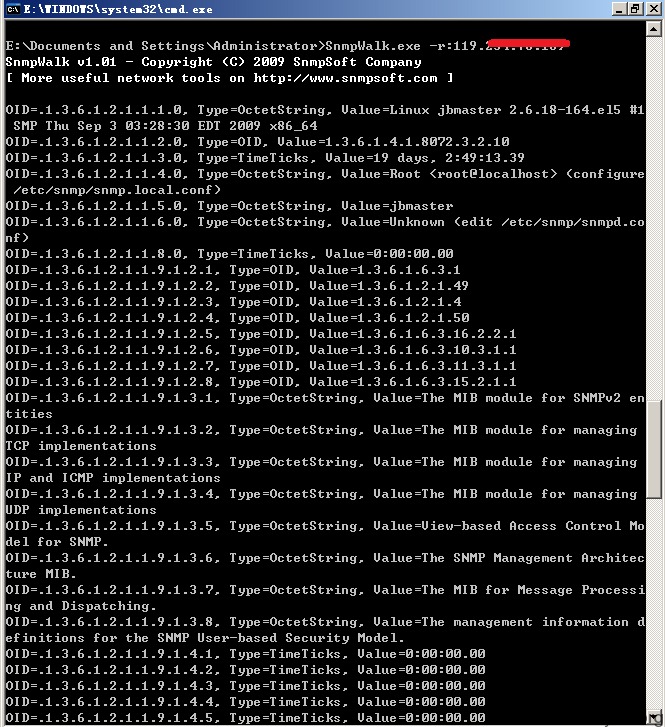 E:\WINDOWS\system32\cmd.exe
E:\Documents and Settings\Administrator>SnmpWalk.exe -r:119.
SnmpWalk v1.01 - Copyright (C) 2009 SnmpSoft Company
[ More useful network tools on http://www.snmpsoft.com ]
OID=.1.3.6.1.2.1.1.1.0, Type=OctetString, Value=Linux jbmaster 2.6.18-164.el5 #1
SMP Thu Sep 3 03:28:30 EDT 2009 x86_64
OID=.1.3.6.1.2.1.1.2.0, Type=OID, Value=1.3.6.1.4.1.8072.3.2.10
OID=.1.3.6.1.2.1.1.3.0, Type=TimeTicks, Value=19 days, 2:49:13.39
OID=.1.3.6.1.2.1.1.4.0, Type=OctetString, Value=Root <root@localhost> (configure
/etc/snmp/snmp.local.conf)
OID=.1.3.6.1.2.1.1.5.0, Type=OctetString, Value=jbmaster
OID=.1.3.6.1.2.1.1.6.0, Type=OctetString, Value=Unknown (edit /etc/snmp/snmpd.co
nf)
OID=.1.3.6.1.2.1.1.8.0, Type=TimeTicks, Value=0:00:00.00
OID=.1.3.6.1.2.1.1.9.1.2.1, Type=OID, Value=1.3.6.1.6.3.1
OID=.1.3.6.1.2.1.1.9.1.2.2, Type=OID, Value=1.3.6.1.2.1.49
OID=.1.3.6.1.2.1.1.9.1.2.3, Type=OID, Value=1.3.6.1.2.1.4
OID=.1.3.6.1.2.1.1.9.1.2.4, Type=OID, Value=1.3.6.1.2.1.50
OID=.1.3.6.1.2.1.1.9.1.2.5, Type=OID, Value=1.3.6.1.6.3.16.2.2.1
OID=.1.3.6.1.2.1.1.9.1.2.6, Type=OID, Value=1.3.6.1.6.3.10.3.1.1
OID=.1.3.6.1.2.1.1.9.1.2.7, Type=OID, Value=1.3.6.1.6.3.11.3.1.1
OID=.1.3.6.1.2.1.1.9.1.2.8, Type=OID, Value=1.3.6.1.6.3.15.2.1.1
OID=.1.3.6.1.2.1.1.9.1.3.1, Type=OctetString, Value=The MIB module for SNMPv2 en
tities
OID=.1.3.6.1.2.1.1.9.1.3.2, Type=OctetString, Value=The MIB module for managing
TCP implementations
OID=.1.3.6.1.2.1.1.9.1.3.3, Type=OctetString, Value=The MIB module for managing
IP and ICMP implementations
OID=.1.3.6.1.2.1.1.9.1.3.4, Type=OctetString, Value=The MIB module for managing
UDP implementations
OID=.1.3.6.1.2.1.1.9.1.3.5, Type=OctetString, Value=View-based Access Control Mo
del for SNMP.
OID=.1.3.6.1.2.1.1.9.1.3.6, Type=OctetString, Value=The SNMP Management Architec
ture MIB.
OID=.1.3.6.1.2.1.1.9.1.3.7, Type=OctetString, Value=The MIB for Message Processi
ng and Dispatching.
OID=.1.3.6.1.2.1.1.9.1.3.8, Type=OctetString, Value=The management information d
efinitions for the SNMP User-based Security Model.
OID=.1.3.6.1.2.1.1.9.1.4.1, Type=TimeTicks, Value=0:00:00.00
OID=.1.3.6.1.2.1.1.9.1.4.2, Type=TimeTicks, Value=0:00:00.00
OID=.1.3.6.1.2.1.1.9.1.4.3, Type=TimeTicks, Value=0:00:00.00
OID=.1.3.6.1.2.1.1.9.1.4.4, Type=TimeTicks, Value=0:00:00.00
OID=.1.3.6.1.2.1.1.9.1.4.5, Type=TimeTicks, Value=0:00:00.00